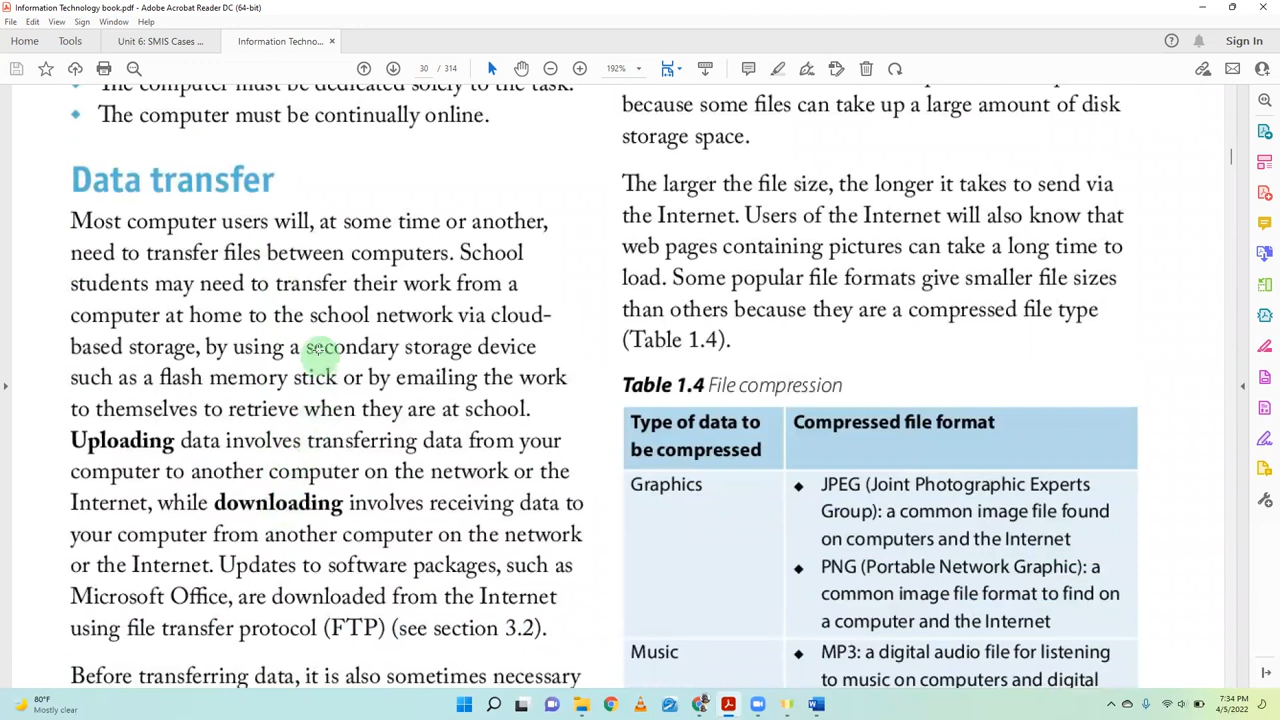 Information Technology book.pdf - Adobe Acrobat Reader DC (64-bit)
File Edit View Sign Window Help
Home Tools Unit 6: SMIS Cases ... Information Techno... × Sign In
30 / 314 192%
The computer must be dedicated solely to the task.
◆ The computer must be continually online.
Data transfer
Most computer users will, at some time or another,
need to transfer files between computers. School
students may need to transfer their work from a
computer at home to the school network via cloud-
based storage, by using a secondary storage device
such as a flash memory stick or by emailing the work
to themselves to retrieve when they are at school.
Uploading data involves transferring data from your
computer to another computer on the network or the
Internet, while downloading involves receiving data to
your computer from another computer on the network
or the Internet. Updates to software packages, such as
Microsoft Office, are downloaded from the Internet
using file transfer protocol (FTP) (see section 3.2).
Before transferring data, it is also sometimes necessary
because some files can take up a large amount of disk
storage space.
The larger the file size, the longer it takes to send via
the Internet. Users of the Internet will also know that
web pages containing pictures can take a long time to
load. Some popular file formats give smaller file sizes
than others because they are a compressed file type
(Table 1.4).
Table 1.4 File compression
Type of data to
be compressed
Compressed file format
Graphics
◆ JPEG (Joint Photographic Experts
Group): a common image file found
on computers and the Internet
◆ PNG (Portable Network Graphic): a
common image file format to find on
a computer and the Internet
Music
◆ MP3: a digital audio file for listening
to music on computers and digital
80°F
Mostly clear
7:34 PM
4/5/2022